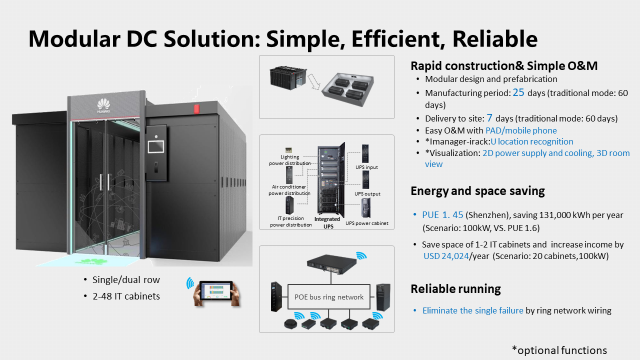 Modular DC Solution: Simple, Efficient, Reliable
HUAWEI
• Single/dual row
• 2-48 IT cabinets
Lighting
power distribution
Air conditioner
power distribution
IT precision
power distribution
Integrated
UPS
UPS input
UPS output
UPS power cabinet
POE bus ring network
Rapid construction& Simple O&M
• Modular design and prefabrication
• Manufacturing period: 25 days (traditional mode: 60
days)
• Delivery to site: 7 days (traditional mode: 60 days)
• Easy O&M with PAD/mobile phone
• *Imanager-irack:U location recognition
• *Visualization: 2D power supply and cooling, 3D room
view
Energy and space saving
• PUE 1. 45 (Shenzhen), saving 131,000 kWh per year
(Scenario: 100kW, VS. PUE 1.6)
• Save space of 1-2 IT cabinets and increase income by
USD 24,024/year (Scenario: 20 cabinets,100kW)
Reliable running
• Eliminate the single failure by ring network wiring
*optional functions